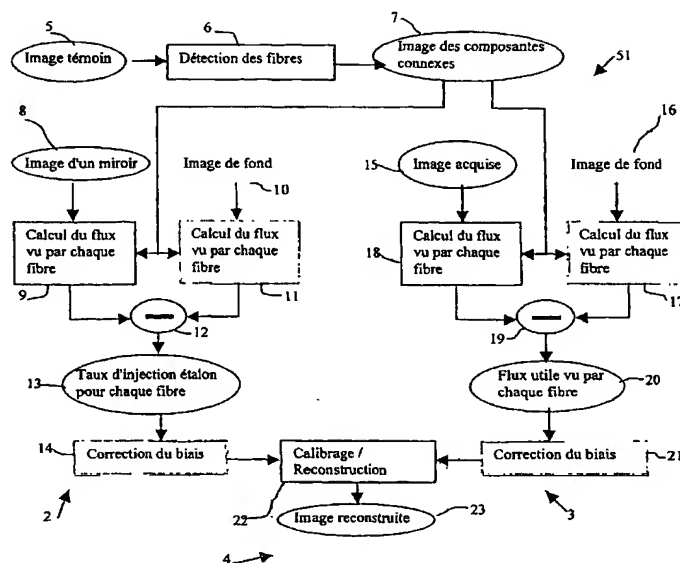 5
6
7
Image témoin
Détection des fibres
Image des composantes
connexes
51
8
16
Image d'un miroir
Image de fond
10
15
Image acquise
Image de fond
Calcul du flux
vu par chaque
fibre
Calcul du flux
vu par chaque
fibre
18
Calcul du flux
vu par chaque
fibre
Calcul du flux
vu par chaque
fibre
9
11
17
12
19
13
Taux d'injection étalon
pour chaque fibre
Flux utile vu par
chaque fibre
20
14
Correction du biais
Calibrage /
Reconstruction
Correction du biais
21
2
22
Image reconstruite
23
3
4